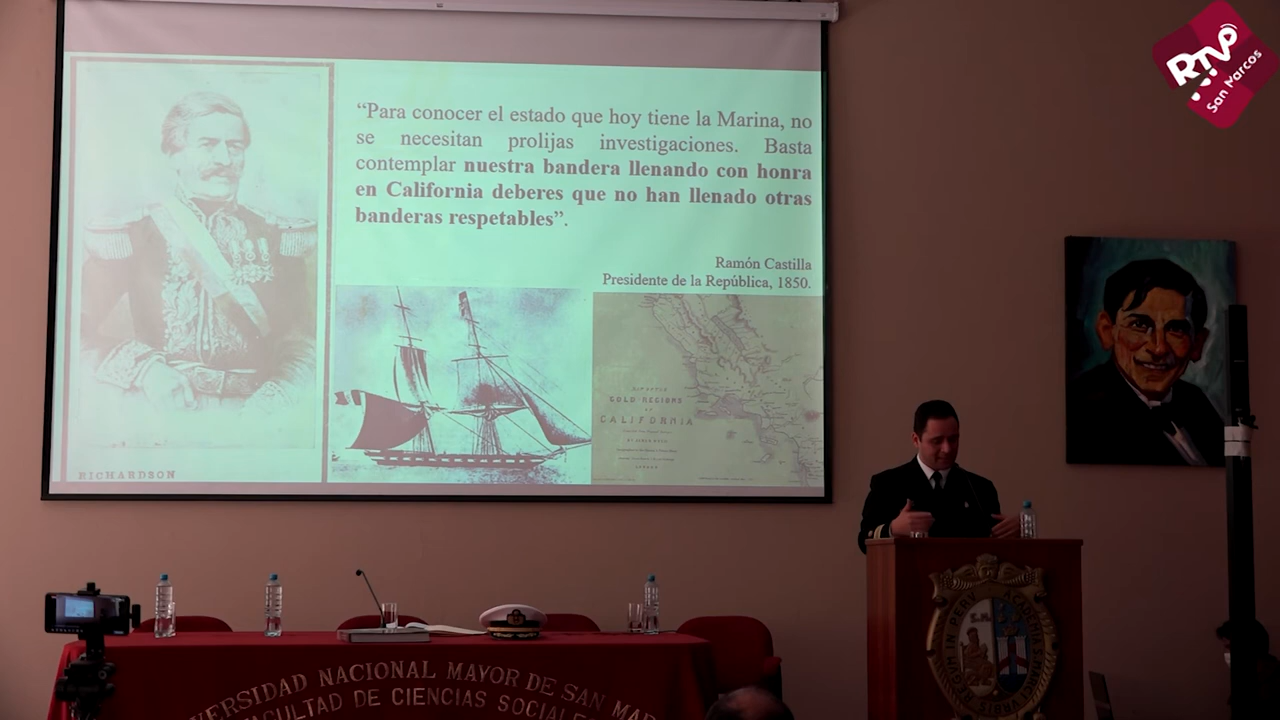 RTVP
San Marcos
“Para conocer el estado que hoy tiene la Marina, no
se necesitan prolijas investigaciones. Basta
contemplar nuestra bandera llenando con honra
en California deberes que no han llenado otras
banderas respetables”.
Ramón Castilla
Presidente de la República, 1850.
RICHARDSON
GOLD REGIONS
CALIFORNIA
UNIVERSIDAD NACIONAL MAYOR DE SAN MAR
FACULTAD DE CIENCIAS SOCIALES